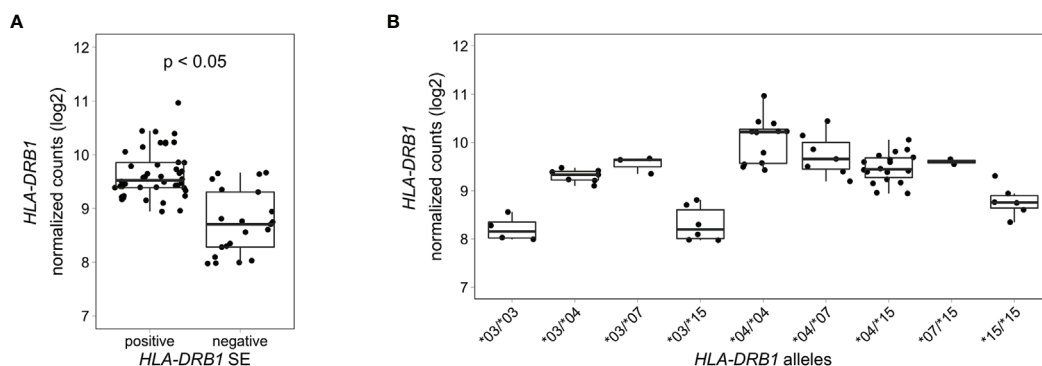 A
HLA-DRB1
normalized counts (log2)
12
11
10
9
8
7
p < 0.05
positive negative
HLA-DRB1 SE
B
HLA-DRB1
normalized counts (log2)
12
11
10
9
8
7
*03/*03 *03/*04 *03/*07 *03/*15 *04/*04 *04/*07 *04/*15 *07/*15 *15/*15
HLA-DRB1 alleles